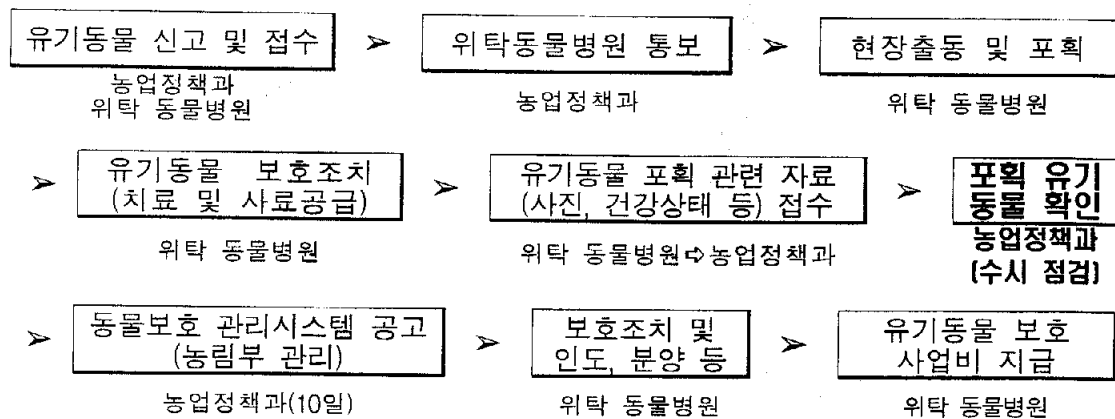 유기동물 신고 및 접수 ➢ 위탁동물병원 통보 ➢ 현장출동 및 포획
농업정책과
위탁 동물병원
농업정책과
위탁 동물병원
➢ 유기동물 보호조치
(치료 및 사료공급)
위탁 동물병원
➢ 유기동물 포획 관련 자료
(사진, 건강상태 등) 접수
위탁 동물병원⇨농업정책과
➢ 포획 유기
동물 확인
농업정책과
(수시 점검)
➢ 동물보호 관리시스템 공고
(농림부 관리)
농업정책과(10일)
➢ 보호조치 및
인도, 분양 등
위탁 동물병원
➢ 유기동물 보호
사업비 지급
위탁 동물병원